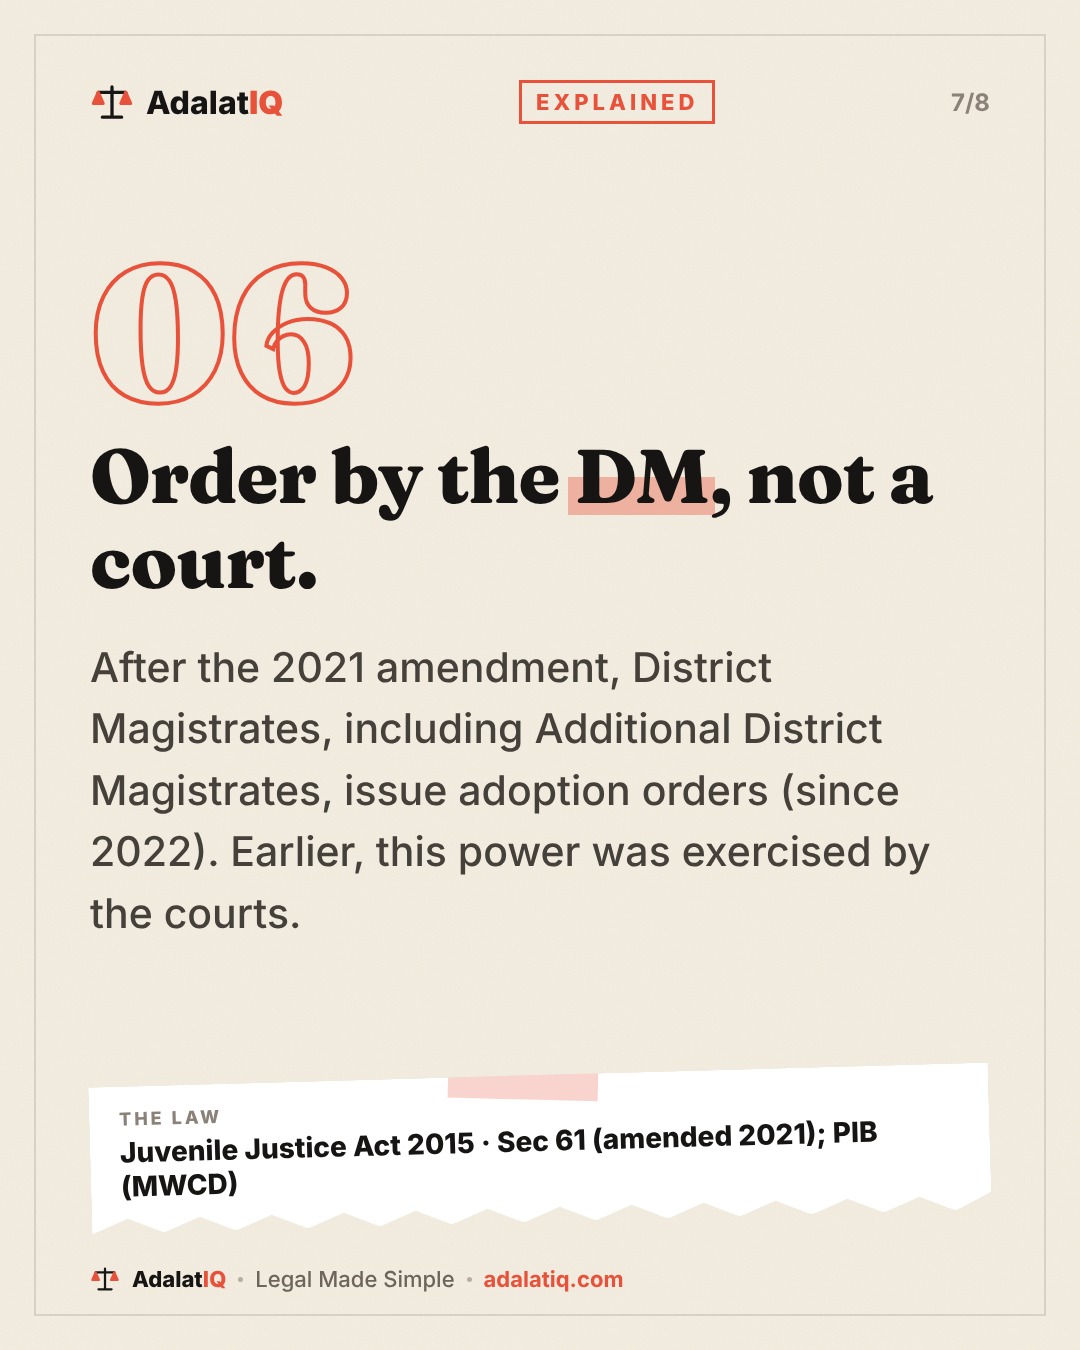 AdalatIQ
EXPLAINED
7/8
06
Order by the DM, not a
court.
After the 2021 amendment, District
Magistrates, including Additional District
Magistrates, issue adoption orders (since
2022). Earlier, this power was exercised by
the courts.
THE LAW
Juvenile Justice Act 2015 · Sec 61 (amended 2021); PIB
(MWCD)
AdalatIQ • Legal Made Simple • adalatiq.com